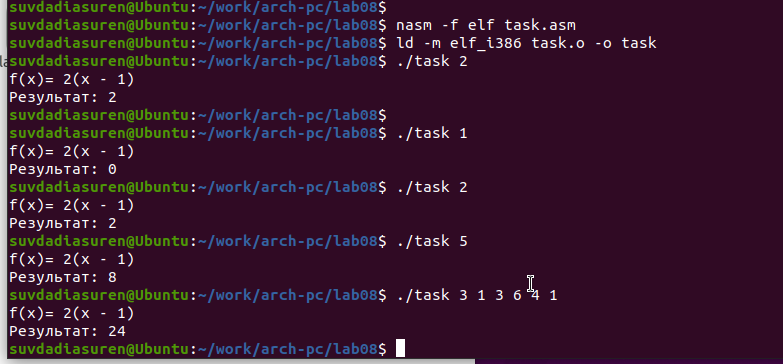 suvdadiasuren@Ubuntu:~/work/arch-pc/lab08$
suvdadiasuren@Ubuntu:~/work/arch-pc/lab08$ nasm -f elf task.asm
suvdadiasuren@Ubuntu:~/work/arch-pc/lab08$ ld -m elf_i386 task.o -o task
suvdadiasuren@Ubuntu:~/work/arch-pc/lab08$ ./task 2
f(x)= 2(x - 1)
Результат: 2
suvdadiasuren@Ubuntu:~/work/arch-pc/lab08$
suvdadiasuren@Ubuntu:~/work/arch-pc/lab08$ ./task 1
f(x)= 2(x - 1)
Результат: 0
suvdadiasuren@Ubuntu:~/work/arch-pc/lab08$ ./task 2
f(x)= 2(x - 1)
Результат: 2
suvdadiasuren@Ubuntu:~/work/arch-pc/lab08$ ./task 5
f(x)= 2(x - 1)
Результат: 8
suvdadiasuren@Ubuntu:~/work/arch-pc/lab08$ ./task 3 1 3 6 4 1
f(x)= 2(x - 1)
Результат: 24
suvdadiasuren@Ubuntu:~/work/arch-pc/lab08$